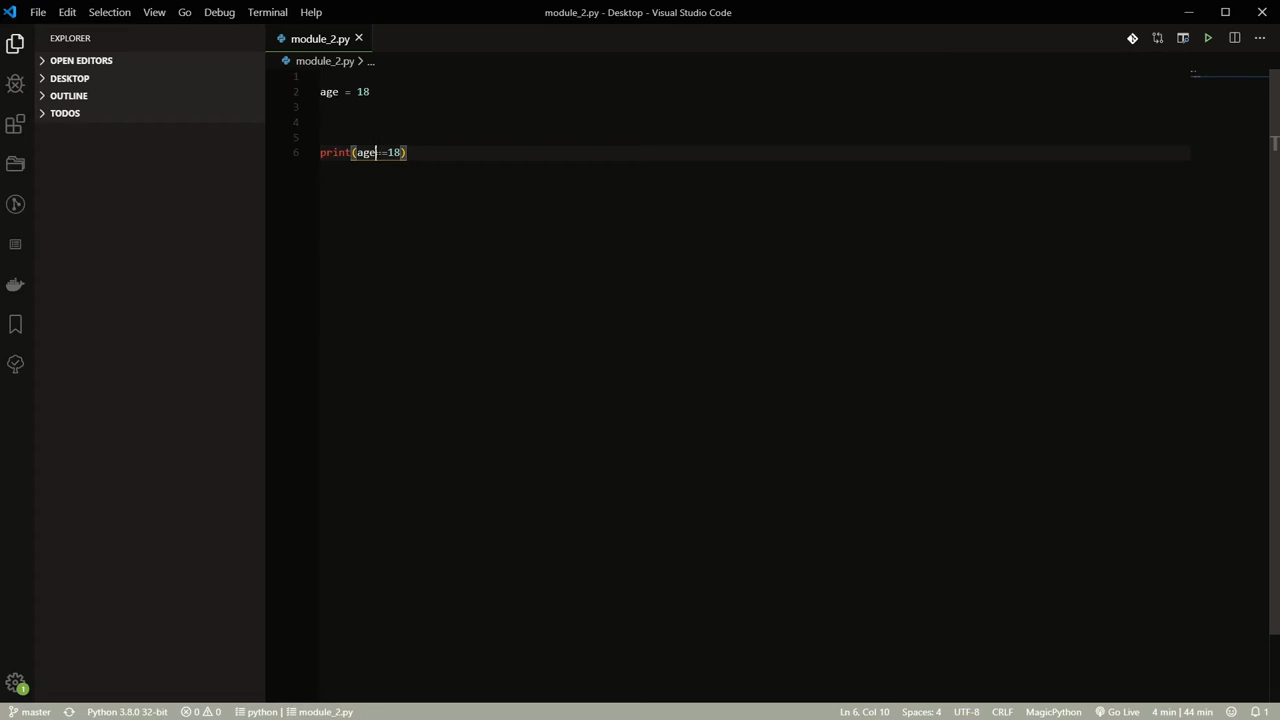 File Edit Selection View Go Debug Terminal Help
module_2.py - Desktop - Visual Studio Code
EXPLORER
OPEN EDITORS
DESKTOP
OUTLINE
TODOS
module_2.py
module_2.py > ...
1
2 age = 18
3
4
5
6 print(age==18)
1
master Python 3.8.0 32-bit 0 0 python | module_2.py Ln 6, Col 10 Spaces: 4 UTF-8 CRLF MagicPython Go Live 4 min | 44 min 1